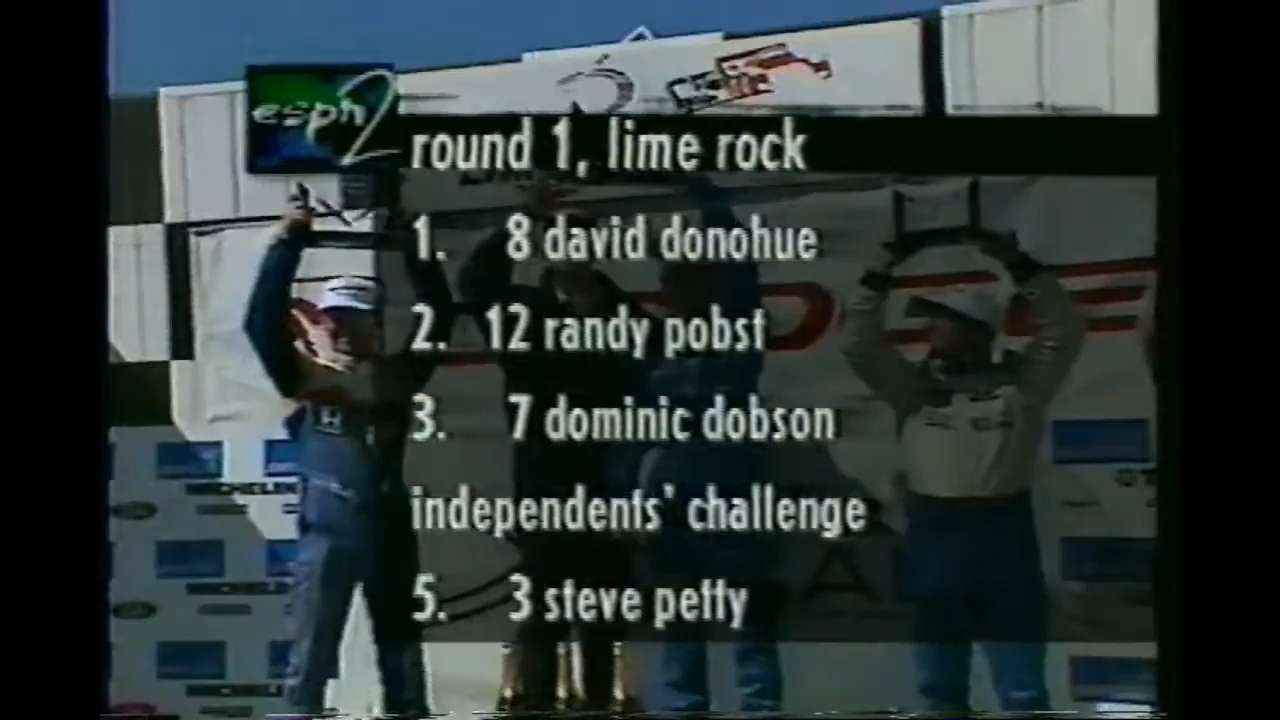 espn2
round 1, lime rock
1. 8 david donohue
2. 12 randy pobst
3. 7 dominic dobson
independents' challenge
5. 3 steve petty
MICHELIN